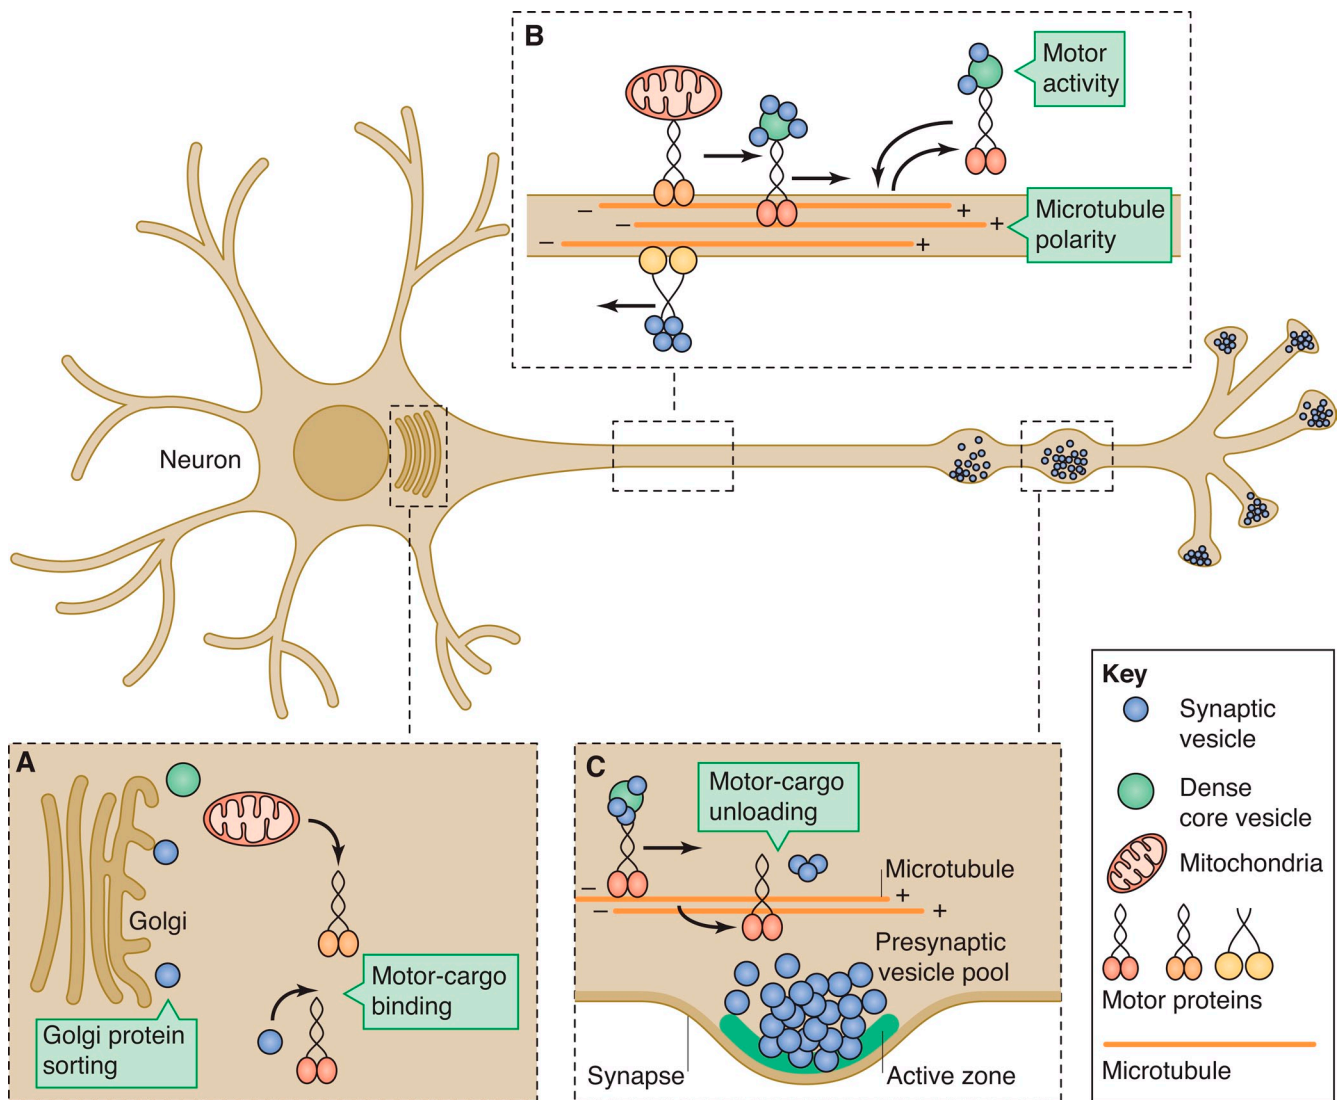 B
Motor
activity
−
+
−
+
−
+
Microtubule
polarity
Neuron
A
Golgi
Motor-cargo
binding
Golgi protein
sorting
C
Motor-cargo
unloading
Microtubule
−
+
−
+
Presynaptic
vesicle pool
Synapse
Active zone
Key
Synaptic
vesicle
Dense
core vesicle
Mitochondria
Motor proteins
Microtubule